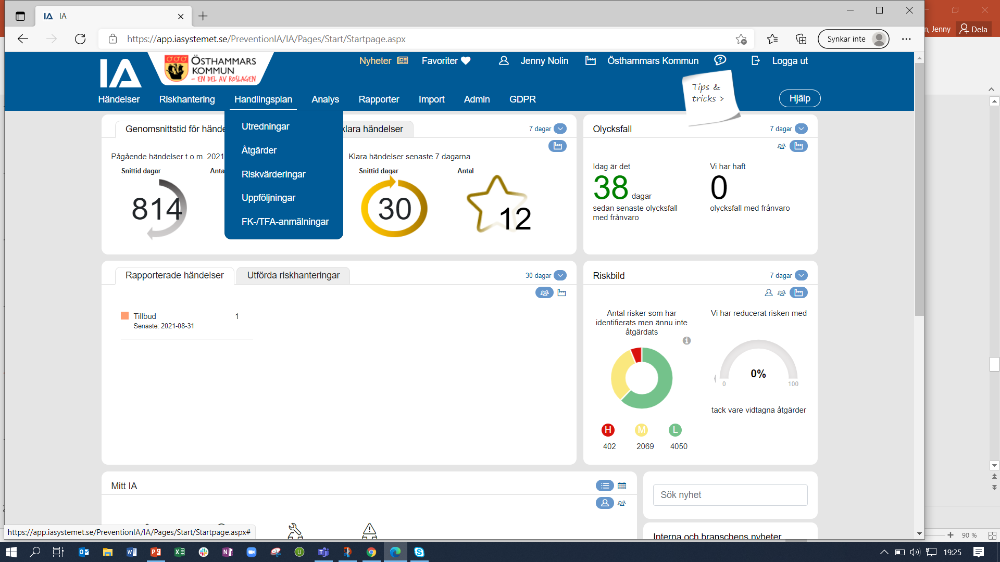 IA
n, Jenny
Dela
https://app.iasystemet.se/PreventionIA/IA/Pages/Start/Startpage.aspx
Synkar inte
IA
ÖSTHAMMARS
KOMMUN
– EN DEL AV ROSLAGEN
Nyheter
Favoriter
Jenny Nolin
Östhammars Kommun
Logga ut
Tips &
tricks >
Händelser
Riskhantering
Handlingsplan
Analys
Rapporter
Import
Admin
GDPR
Hjälp
Utredningar
Åtgärder
Riskvärderingar
Uppföljningar
FK-/TFA-anmälningar
Genomsnittstid för hände
klara händelser
7 dagar
Pågående händelser t.o.m. 2021
Snittid dagar
Anta
814
Klara händelser senaste 7 dagarna
Snittid dagar
Antal
30
12
Olycksfall
7 dagar
Idag är det
38 dagar
sedan senaste olycksfall
med frånvaro
Vi har haft
0
olycksfall med frånvaro
Rapporterade händelser
Utförda riskhanteringar
30 dagar
Tillbud 1
Senaste: 2021-08-31
Riskbild
7 dagar
Antal risker som har
identifierats men ännu inte
åtgärdats
H
M
L
402
2069
4050
Vi har reducerat risken med
0%
0
100
tack vare vidtagna åtgärder
Mitt IA
Sök nyhet
Interna och branschens nyheter
https://app.iasystemet.se/PreventionIA/IA/Pages/Start/Startpage.aspx#
90 %
19:25